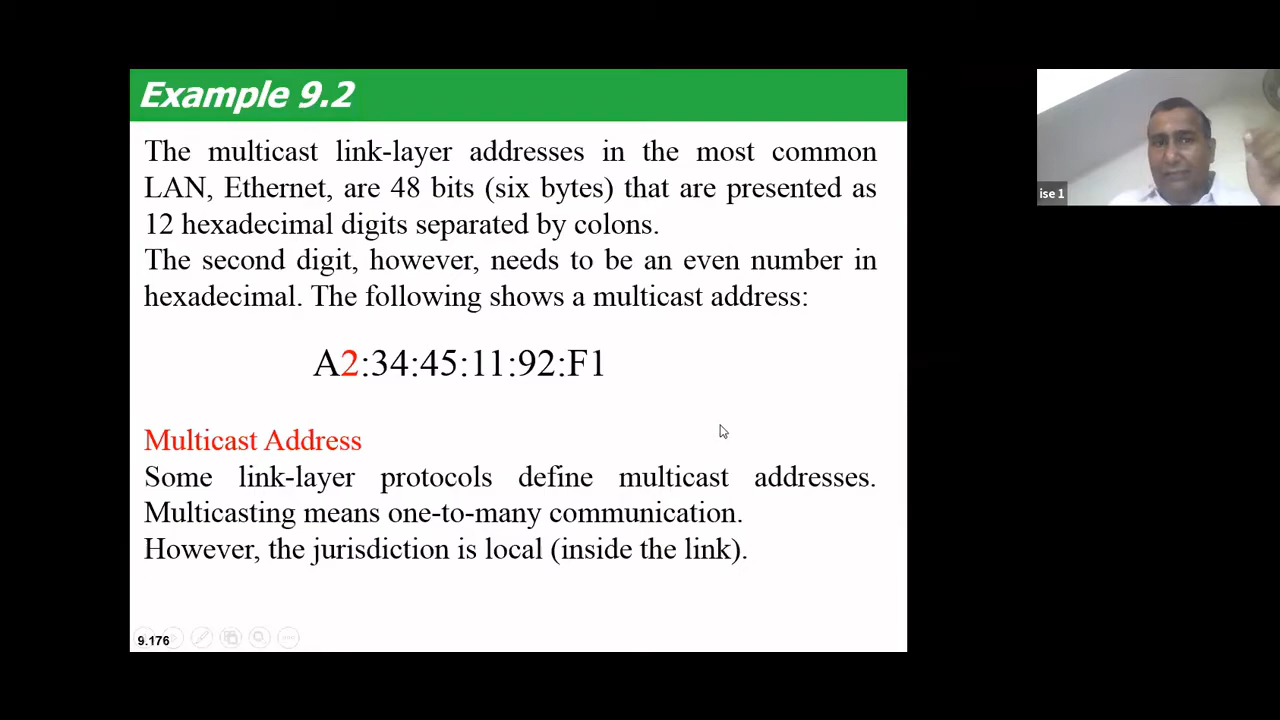 Example 9.2
The multicast link-layer addresses in the most common
LAN, Ethernet, are 48 bits (six bytes) that are presented as
12 hexadecimal digits separated by colons.
The second digit, however, needs to be an even number in
hexadecimal. The following shows a multicast address:
A2:34:45:11:92:F1
Multicast Address
Some link-layer protocols define multicast addresses.
Multicasting means one-to-many communication.
However, the jurisdiction is local (inside the link).
9.176
ise 1